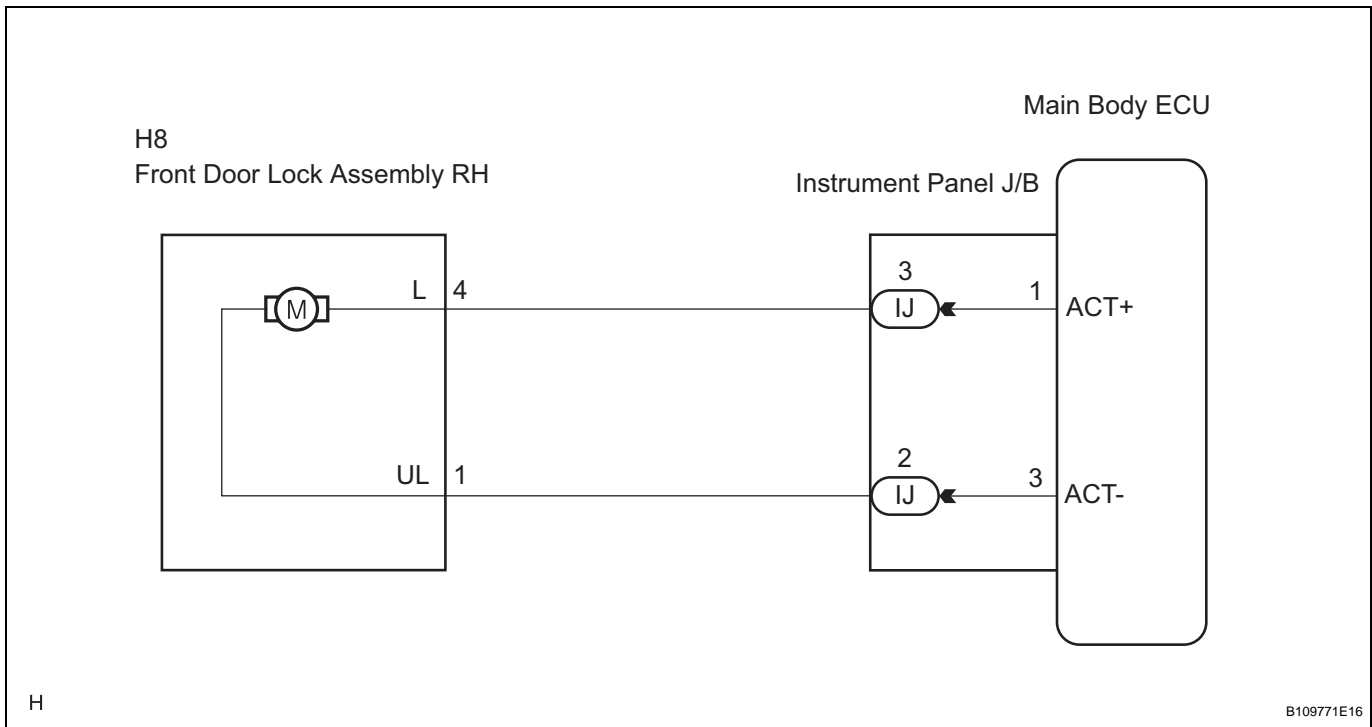 Main Body ECU
H8
Front Door Lock Assembly RH
Instrument Panel J/B
M
L
4
3
IJ
1
ACT+
UL
1
2
IJ
3
ACT-
H
B109771E16